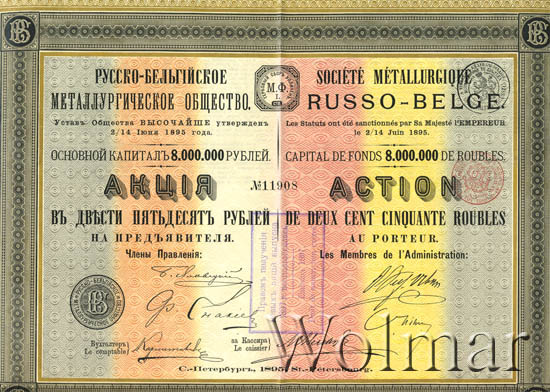 РУССКО-БЕЛЬГІЙСКОЕ
МЕТАЛЛУРГИЧЕСКОЕ ОБЩЕСТВО.
Уставъ Общества ВЫСОЧАЙШЕ утвержден
2/14 Іюня 1895 года.
ОСНОВНОЙ КАПИТАЛЪ 8.000.000 РУБЛЕЙ.
М.Ф.
I.
SOCIÉTÉ MÉTALLURGIQUE
RUSSO-BELGE.
Les Statuts ont été sanctionnés par Sa Majesté l'EMPEREUR
le 2/14 Juin 1895.
CAPITAL DE FONDS 8.000.000 DE ROUBLES.
АКЦІЯ №11908 ACTION
ВЪ ДВѢСТИ ПЯТЬДЕСЯТЪ РУБЛЕЙ
НА ПРЕДЪЯВИТЕЛЯ.
Члены Правленія:
DE DEUX CENT CINQUANTE ROUBLES
AU PORTEUR.
Les Membres de l'Administration:
Бухгалтеръ
Le comptable
за Кассира
Le caissier
С.-Петербургъ, 1895, St.-Pétersbourg.
Wolmar